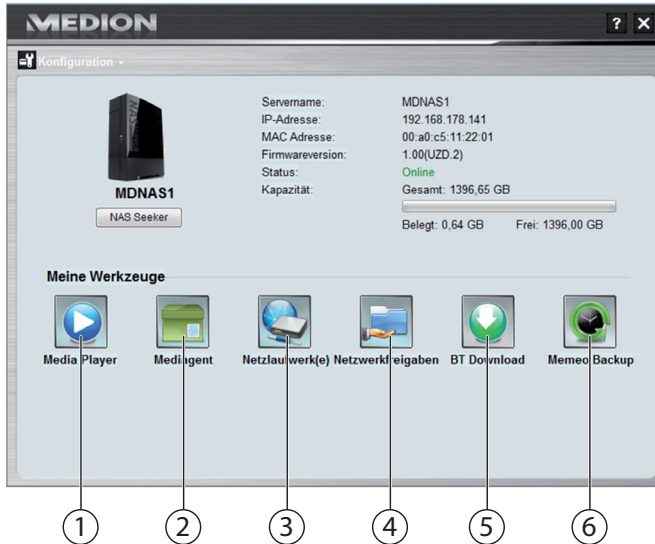 MEDION
? X
Konfiguration
MDNAS1
NAS Seeker
Servername: MDNAS1
IP-Adresse: 192.168.178.141
MAC Adresse: 00:a0:c5:11:22:01
Firmwareversion: 1.00(UZD.2)
Status: Online
Kapazität: Gesamt: 1396,65 GB
Belegt: 0,64 GB Frei: 1396,00 GB
Meine Werkzeuge
Media Player Mediagent Netzlaufwerk(e) Netzwerkfreigaben BT Download Memeo Backup
1 2 3 4 5 6